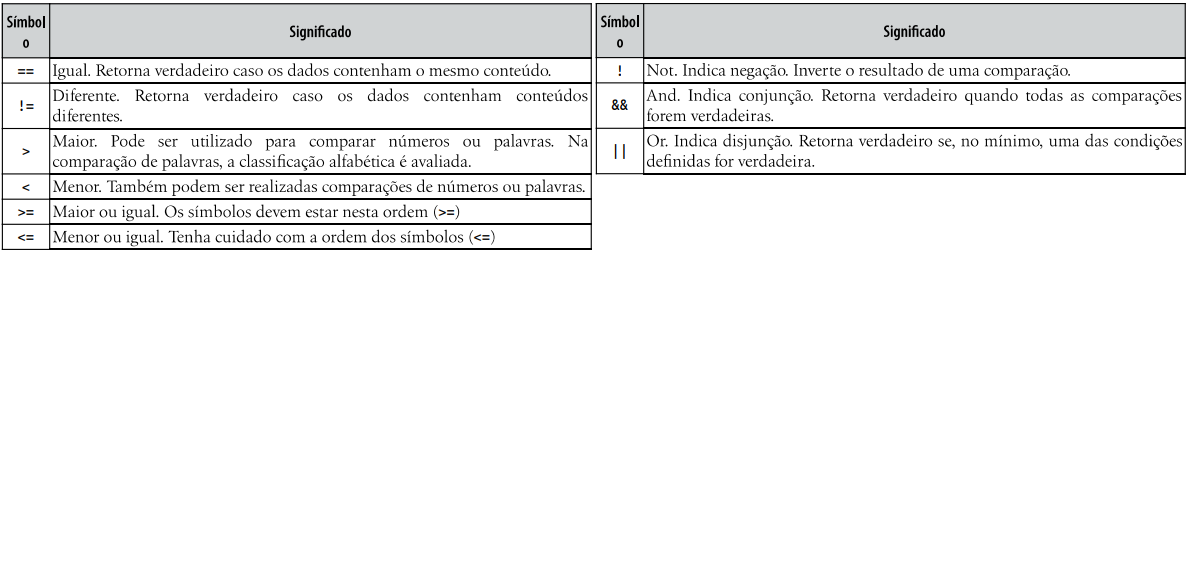 Símbol
o
Significado
== Igual. Retorna verdadeiro caso os dados contenham o mesmo conteúdo.
!= Diferente. Retorna verdadeiro caso os dados contenham conteúdos
diferentes.
> Maior. Pode ser utilizado para comparar números ou palavras. Na
comparação de palavras, a classificação alfabética é avaliada.
< Menor. Também podem ser realizadas comparações de números ou palavras.
>= Maior ou igual. Os símbolos devem estar nesta ordem (>=)
<= Menor ou igual. Tenha cuidado com a ordem dos símbolos (<=)
Símbol
o
Significado
! Not. Indica negação. Inverte o resultado de uma comparação.
&& And. Indica conjunção. Retorna verdadeiro quando todas as comparações
forem verdadeiras.
|| Or. Indica disjunção. Retorna verdadeiro se, no mínimo, uma das condições
definidas for verdadeira.